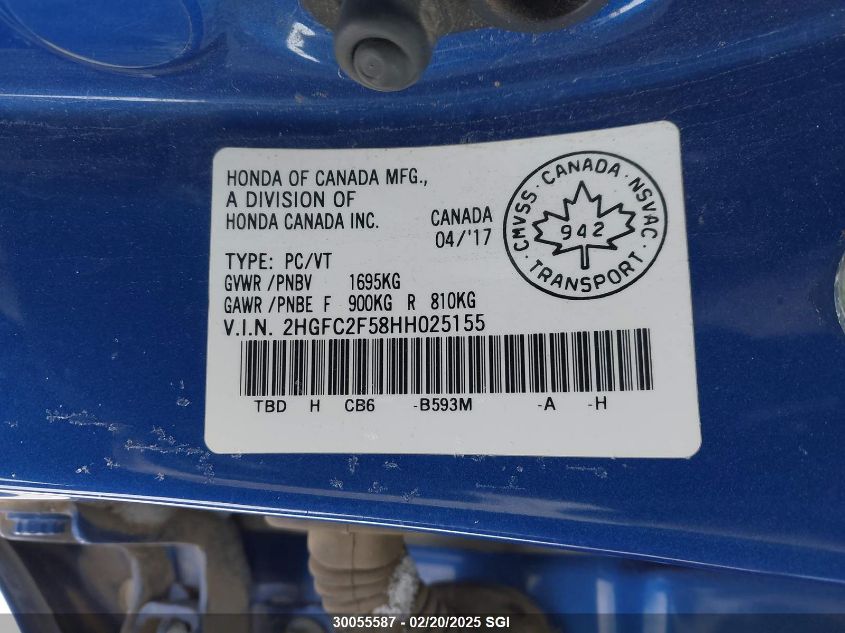 HONDA OF CANADA MFG.,
A DIVISION OF
HONDA CANADA INC.
CANADA
04/'17
TYPE: PC/VT
GVWR /PNBV 1695KG
GAWR /PNBE F 900KG R 810KG
V.I.N. 2HGFC2F58HH025155
TBD H CB6 -B593M -A -H
CMVSS · CANADA · NSVAC
942
· TRANSPORT ·
30055587 - 02/20/2025 SGI